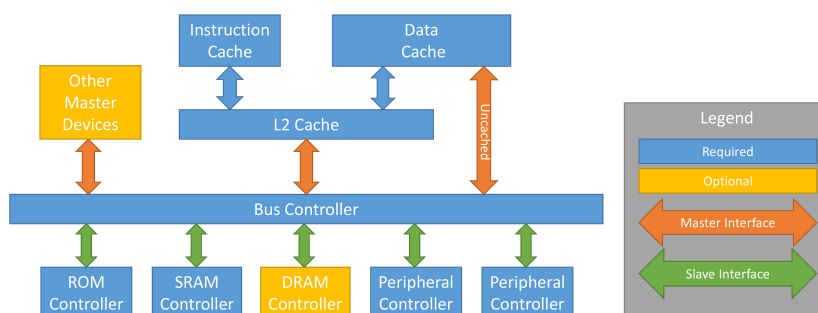 Instruction
Cache
Data
Cache
Other
Master
Devices
L2 Cache
Uncached
Bus Controller
ROM
Controller
SRAM
Controller
DRAM
Controller
Peripheral
Controller
Peripheral
Controller
Legend
Required
Optional
Master Interface
Slave Interface